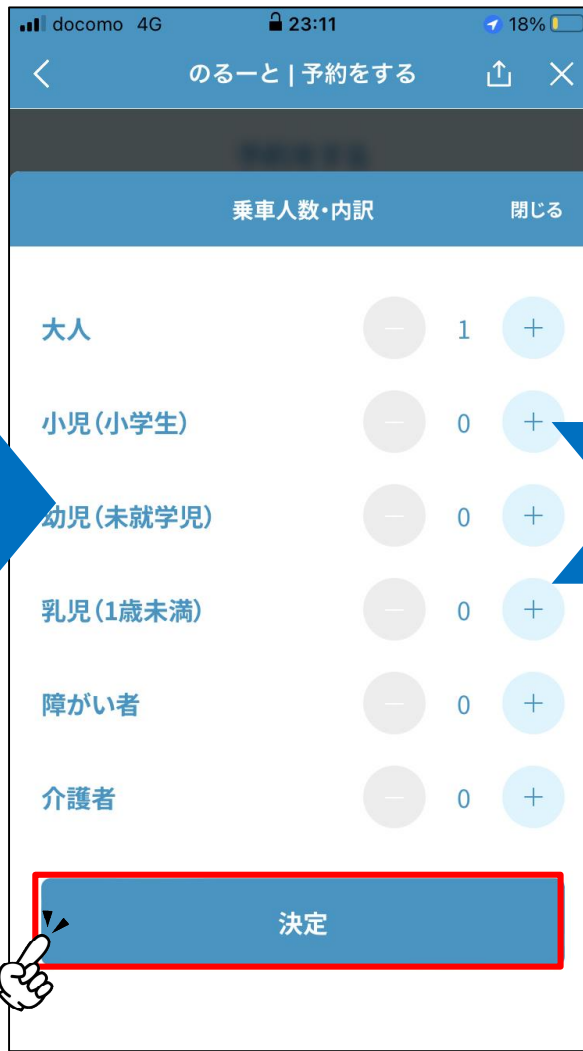 docomo 4G 23:11 18%
のるーと | 予約をする
乗車人数・内訳 閉じる
大人 − 1 +
小児(小学生) − 0 +
幼児(未就学児) − 0 +
乳児(1歳未満) − 0 +
障がい者 − 0 +
介護者 − 0 +
決定